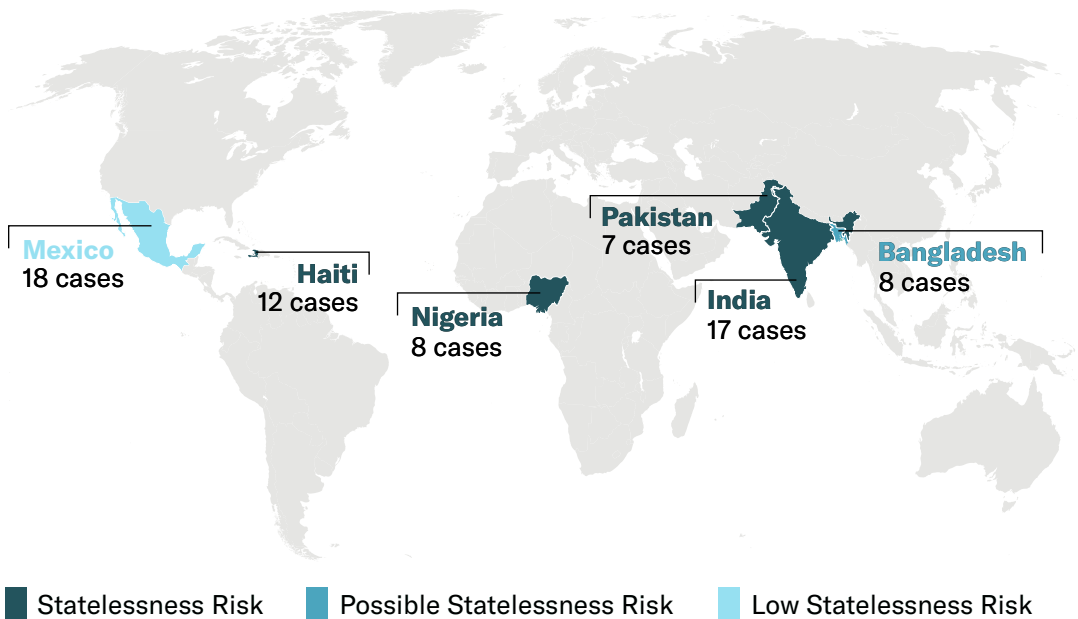 Mexico
18 cases
Haiti
12 cases
Nigeria
8 cases
Pakistan
7 cases
India
17 cases
Bangladesh
8 cases
Statelessness Risk
Possible Statelessness Risk
Low Statelessness Risk